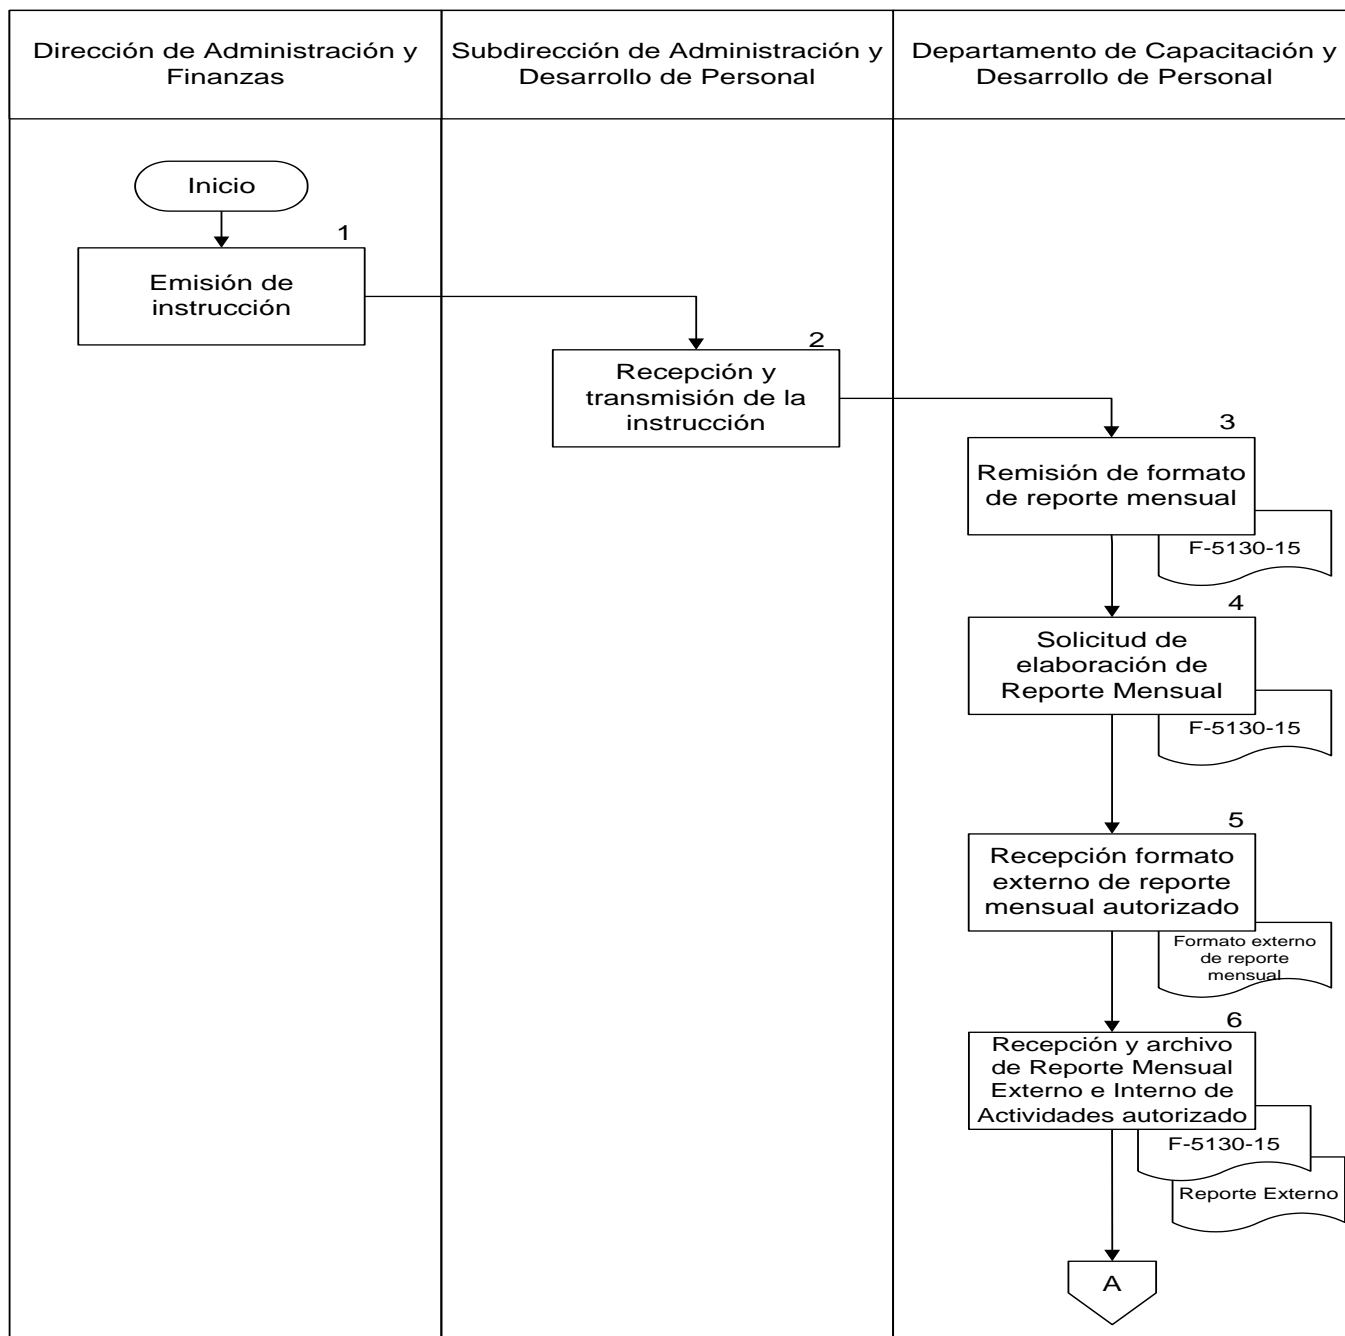 Dirección de Administración y
Finanzas
Subdirección de Administración y
Desarrollo de Personal
Departamento de Capacitación y
Desarrollo de Personal
Inicio
1
Emisión de
instrucción
2
Recepción y
transmisión de la
instrucción
3
Remisión de formato
de reporte mensual
F-5130-15
4
Solicitud de
elaboración de
Reporte Mensual
F-5130-15
5
Recepción formato
externo de reporte
mensual autorizado
Formato externo
de reporte
mensual
6
Recepción y archivo
de Reporte Mensual
Externo e Interno de
Actividades autorizado
F-5130-15
Reporte Externo
A